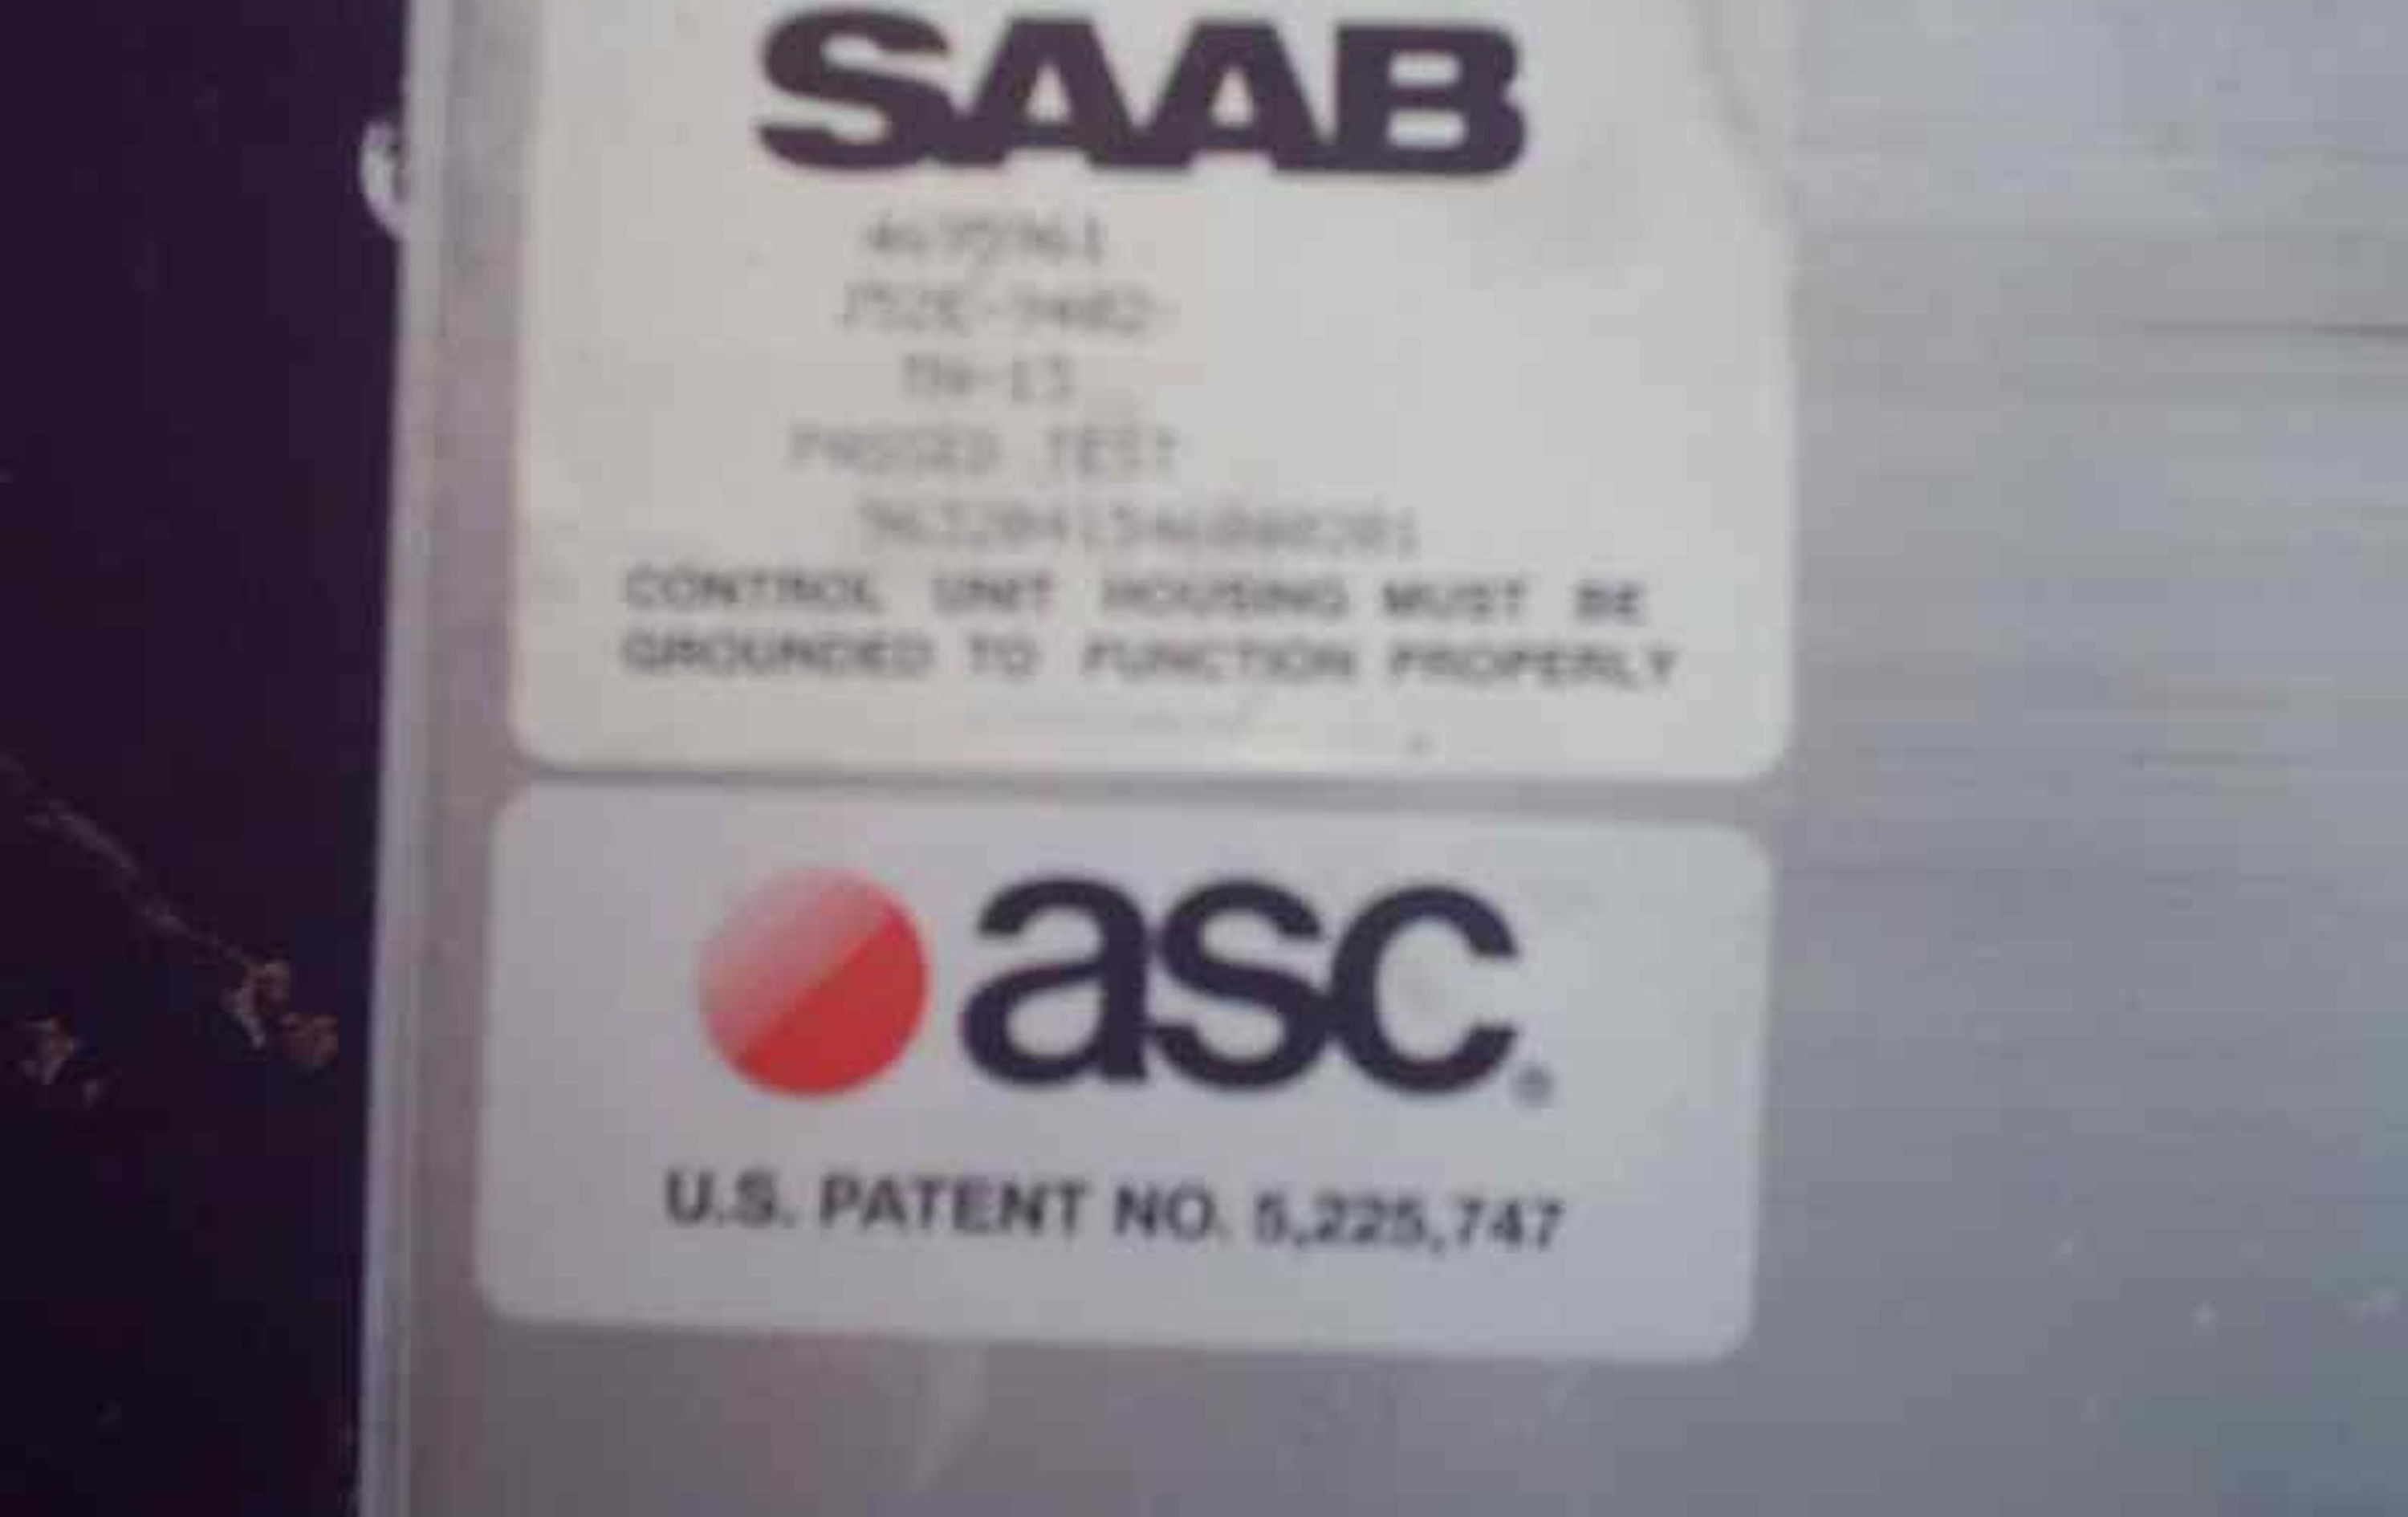 SAAB
PASSED TEST
CONTROL UNIT HOUSING MUST BE
GROUNDED TO FUNCTION PROPERLY
asc®
U.S. PATENT NO. 5,225,747